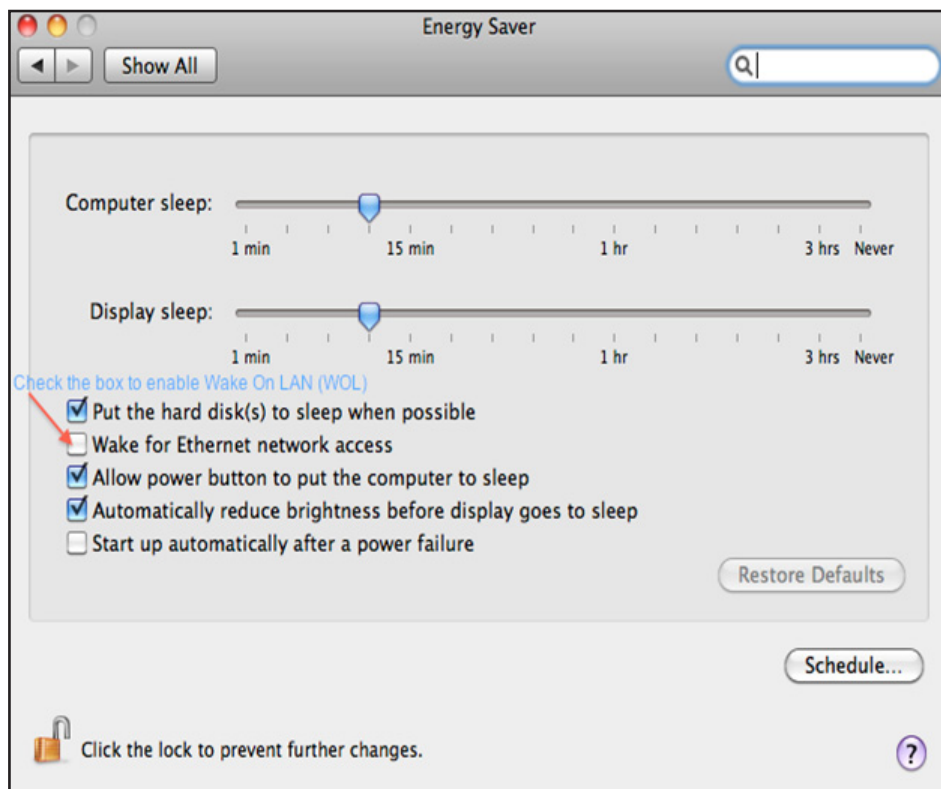 Energy Saver
Show All
Computer sleep:
1 min 15 min 1 hr 3 hrs Never
Display sleep:
1 min 15 min 1 hr 3 hrs Never
Check the box to enable Wake On LAN (WOL)
Put the hard disk(s) to sleep when possible
Wake for Ethernet network access
Allow power button to put the computer to sleep
Automatically reduce brightness before display goes to sleep
Start up automatically after a power failure
Restore Defaults
Schedule...
Click the lock to prevent further changes.
?